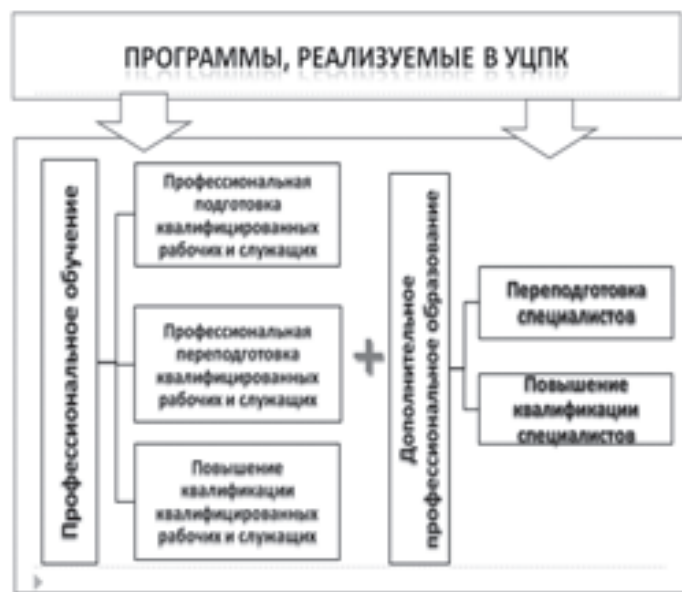 ПРОГРАММЫ, РЕАЛИЗУЕМЫЕ В УЦПК
Профессиональное обучение
Профессиональная
подготовка
квалифицированных
рабочих и служащих
Профессиональная
переподготовка
квалифицированных
рабочих и служащих
Повышение
квалификации
квалифицированных
рабочих и служащих
+
Дополнительное
профессиональное образование
Переподготовка
специалистов
Повышение
квалификации
специалистов